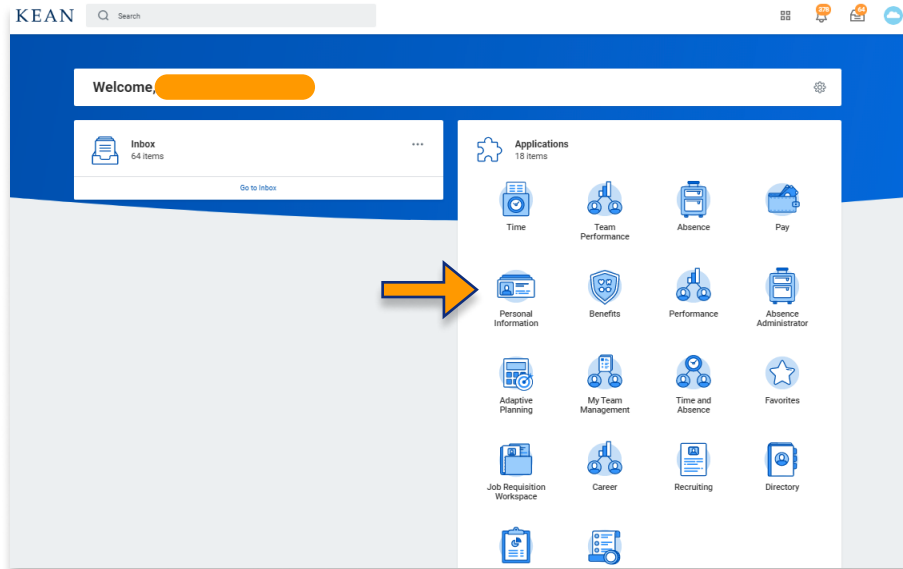 KEAN
Search
378
64
Welcome,
Inbox
64 items
Go to Inbox
Applications
18 items
Time
Team
Performance
Absence
Pay
Personal
Information
Benefits
Performance
Absence
Administrator
Adaptive
Planning
My Team
Management
Time and
Absence
Favorites
Job Requisition
Workspace
Career
Recruiting
Directory